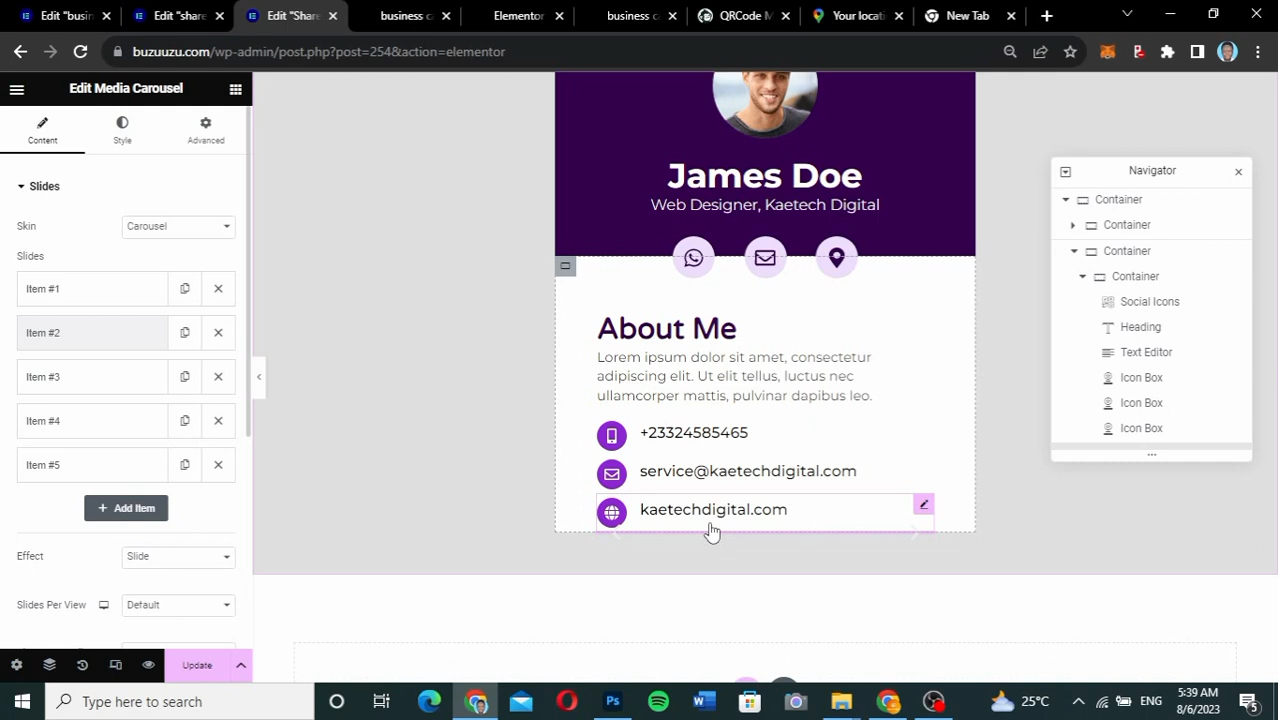 Edit "busin
Edit "share
Edit "Share
business ca
Elementor
business ca
QRCode M
Your locati
New Tab
buzuuzu.com/wp-admin/post.php?post=254&action=elementor
Edit Media Carousel
Content
Style
Advanced
Slides
Skin
Carousel
Slides
Item #1
Item #2
Item #3
Item #4
Item #5
+ Add Item
Effect
Slide
Slides Per View
Default
Update
James Doe
Web Designer, Kaetech Digital
About Me
Lorem ipsum dolor sit amet, consectetur
adipiscing elit. Ut elit tellus, luctus nec
ullamcorper mattis, pulvinar dapibus leo.
+23324585465
service@kaetechdigital.com
kaetechdigital.com
Navigator
Container
Container
Container
Container
Social Icons
Heading
Text Editor
Icon Box
Icon Box
Icon Box
Type here to search
25°C
ENG
5:39 AM
8/6/2023
5